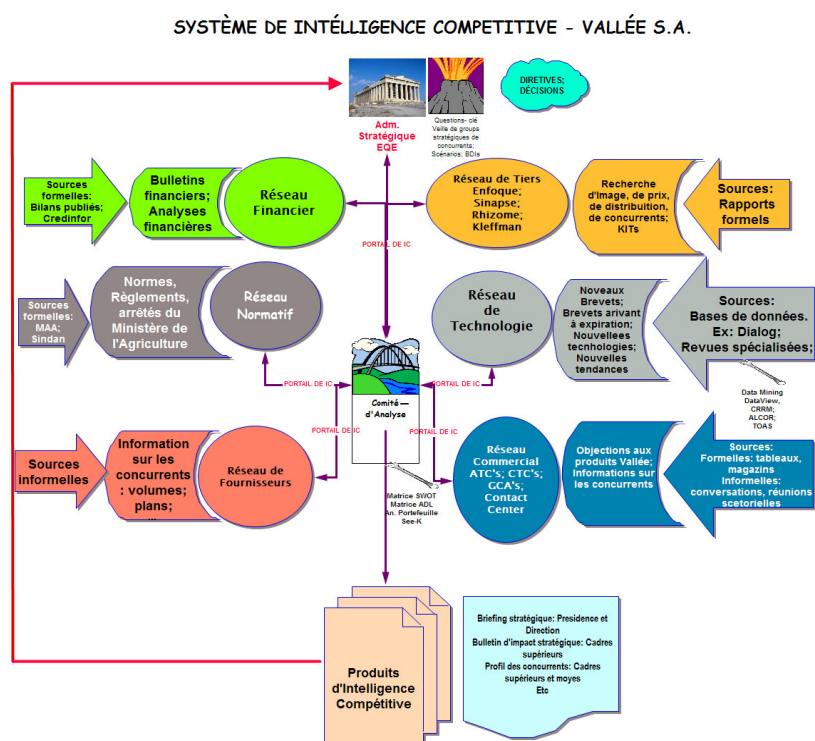 SYSTÈME DE INTÉLLIGENCE COMPETITIVE - VALLÉE S.A.
DIRETIVES;
DÉCISIONS
Adm.
Stratégique
EQE
Questions- clé
Veille de groups
stratégiques de
concurrents;
Scénarios; BDIs
Sources
formelles:
Bilans publiés;
Credinfor
Bulletins
financiers;
Analyses
financières
Réseau
Financier
Réseau de Tiers
Enfoque;
Sinapse;
Rhizome;
Kleffman
Recherche
d'Image, de prix,
de distribution,
de concurrents;
KITs
Sources:
Rapports
formels
PORTAIL DE IC
Sources
formelles:
MAA;
Sindan
Normes,
Règlements,
arrétés du
Ministère de
l'Agriculture
Réseau
Normatif
Réseau
de
Technologie
Noveaux
Brevets;
Brevets arivant
à expiration;
Nouvellees
tecnhologies;
Nouvelles
tendances
Sources:
Bases de données.
Ex: Dialog;
Revues spécialisées;
Data Mining
DataView,
CRRM;
ALCOR;
TOAS
PORTAIL DE IC
PORTAIL DE IC
Comité —
d'Analyse
PORTAIL DE IC
PORTAIL DE IC
Sources
informelles
Information
sur les
concurrents
: volumes;
plans;
...
Réseau de
Fournisseurs
Matrice SWOT
Matrice ADL
An. Portefeuille
See-K
Réseau
Commercial
ATC's; CTC's;
GCA's;
Contact
Center
Objections aux
produits Vallée;
Informations sur
les concurrents
Sources:
Formelles: tableaux,
magazins
Informelles:
conversations, réunions
scetorielles
Produits
d'Intelligence
Compétitive
Briefing stratégique: Presidence et
Direction
Bulletin d'impact stratégique: Cadres
supérieurs
Profil des concurrents: Cadres
supérieurs et moyes
Etc